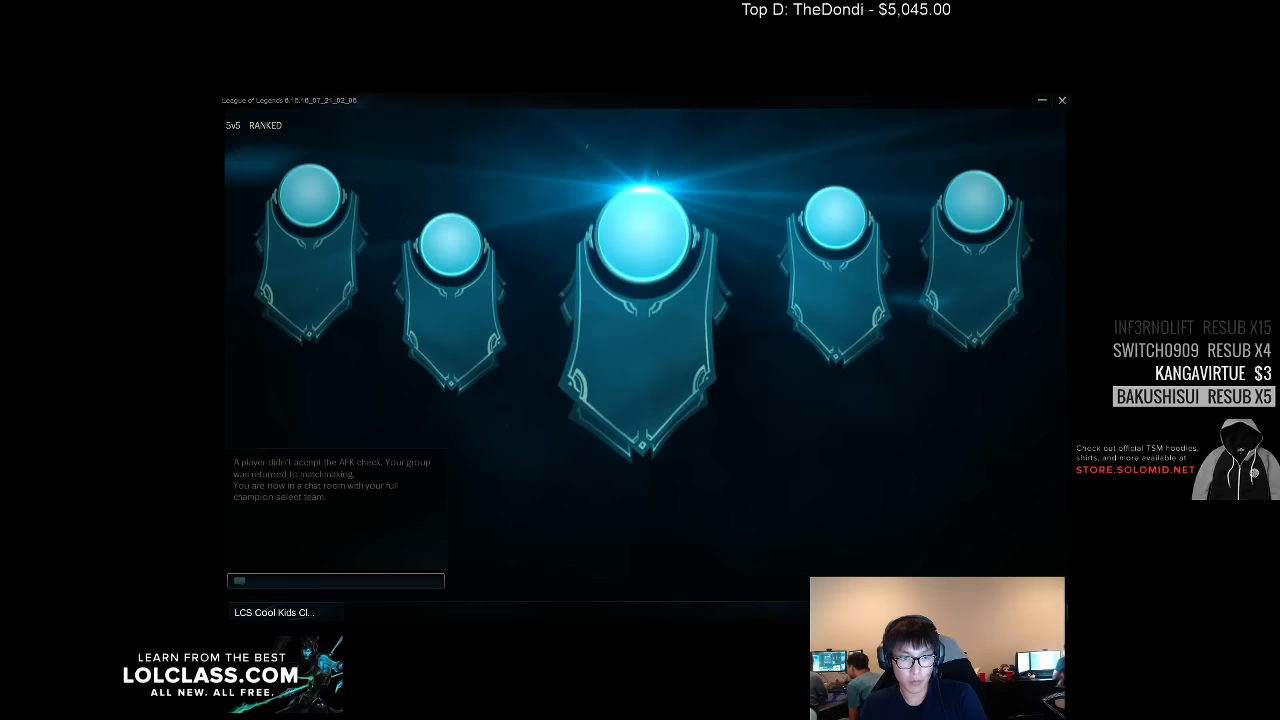 Top D: TheDondi - $5,045.00
League of Legends 6.15.16_07_21_02_05
5v5 RANKED
INF3RNOLIFT RESUB X15
SWITCH0909 RESUB X4
KANGAVIRTUE $3
BAKUSHISUI RESUB X5
Check out official TSM hoodies,
shirts, and more available at
STORE.SOLOMID.NET
A player didn't accept the AFK check. Your group
was returned to matchmaking.
You are now in a chat room with your full
champion select team.
LCS Cool Kids Cl...
LEARN FROM THE BEST
LOLCLASS.COM
ALL NEW. ALL FREE.